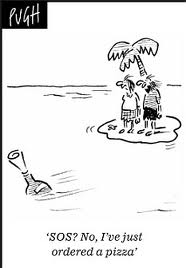 PUGH
‘SOS? No, I’ve just
ordered a pizza’